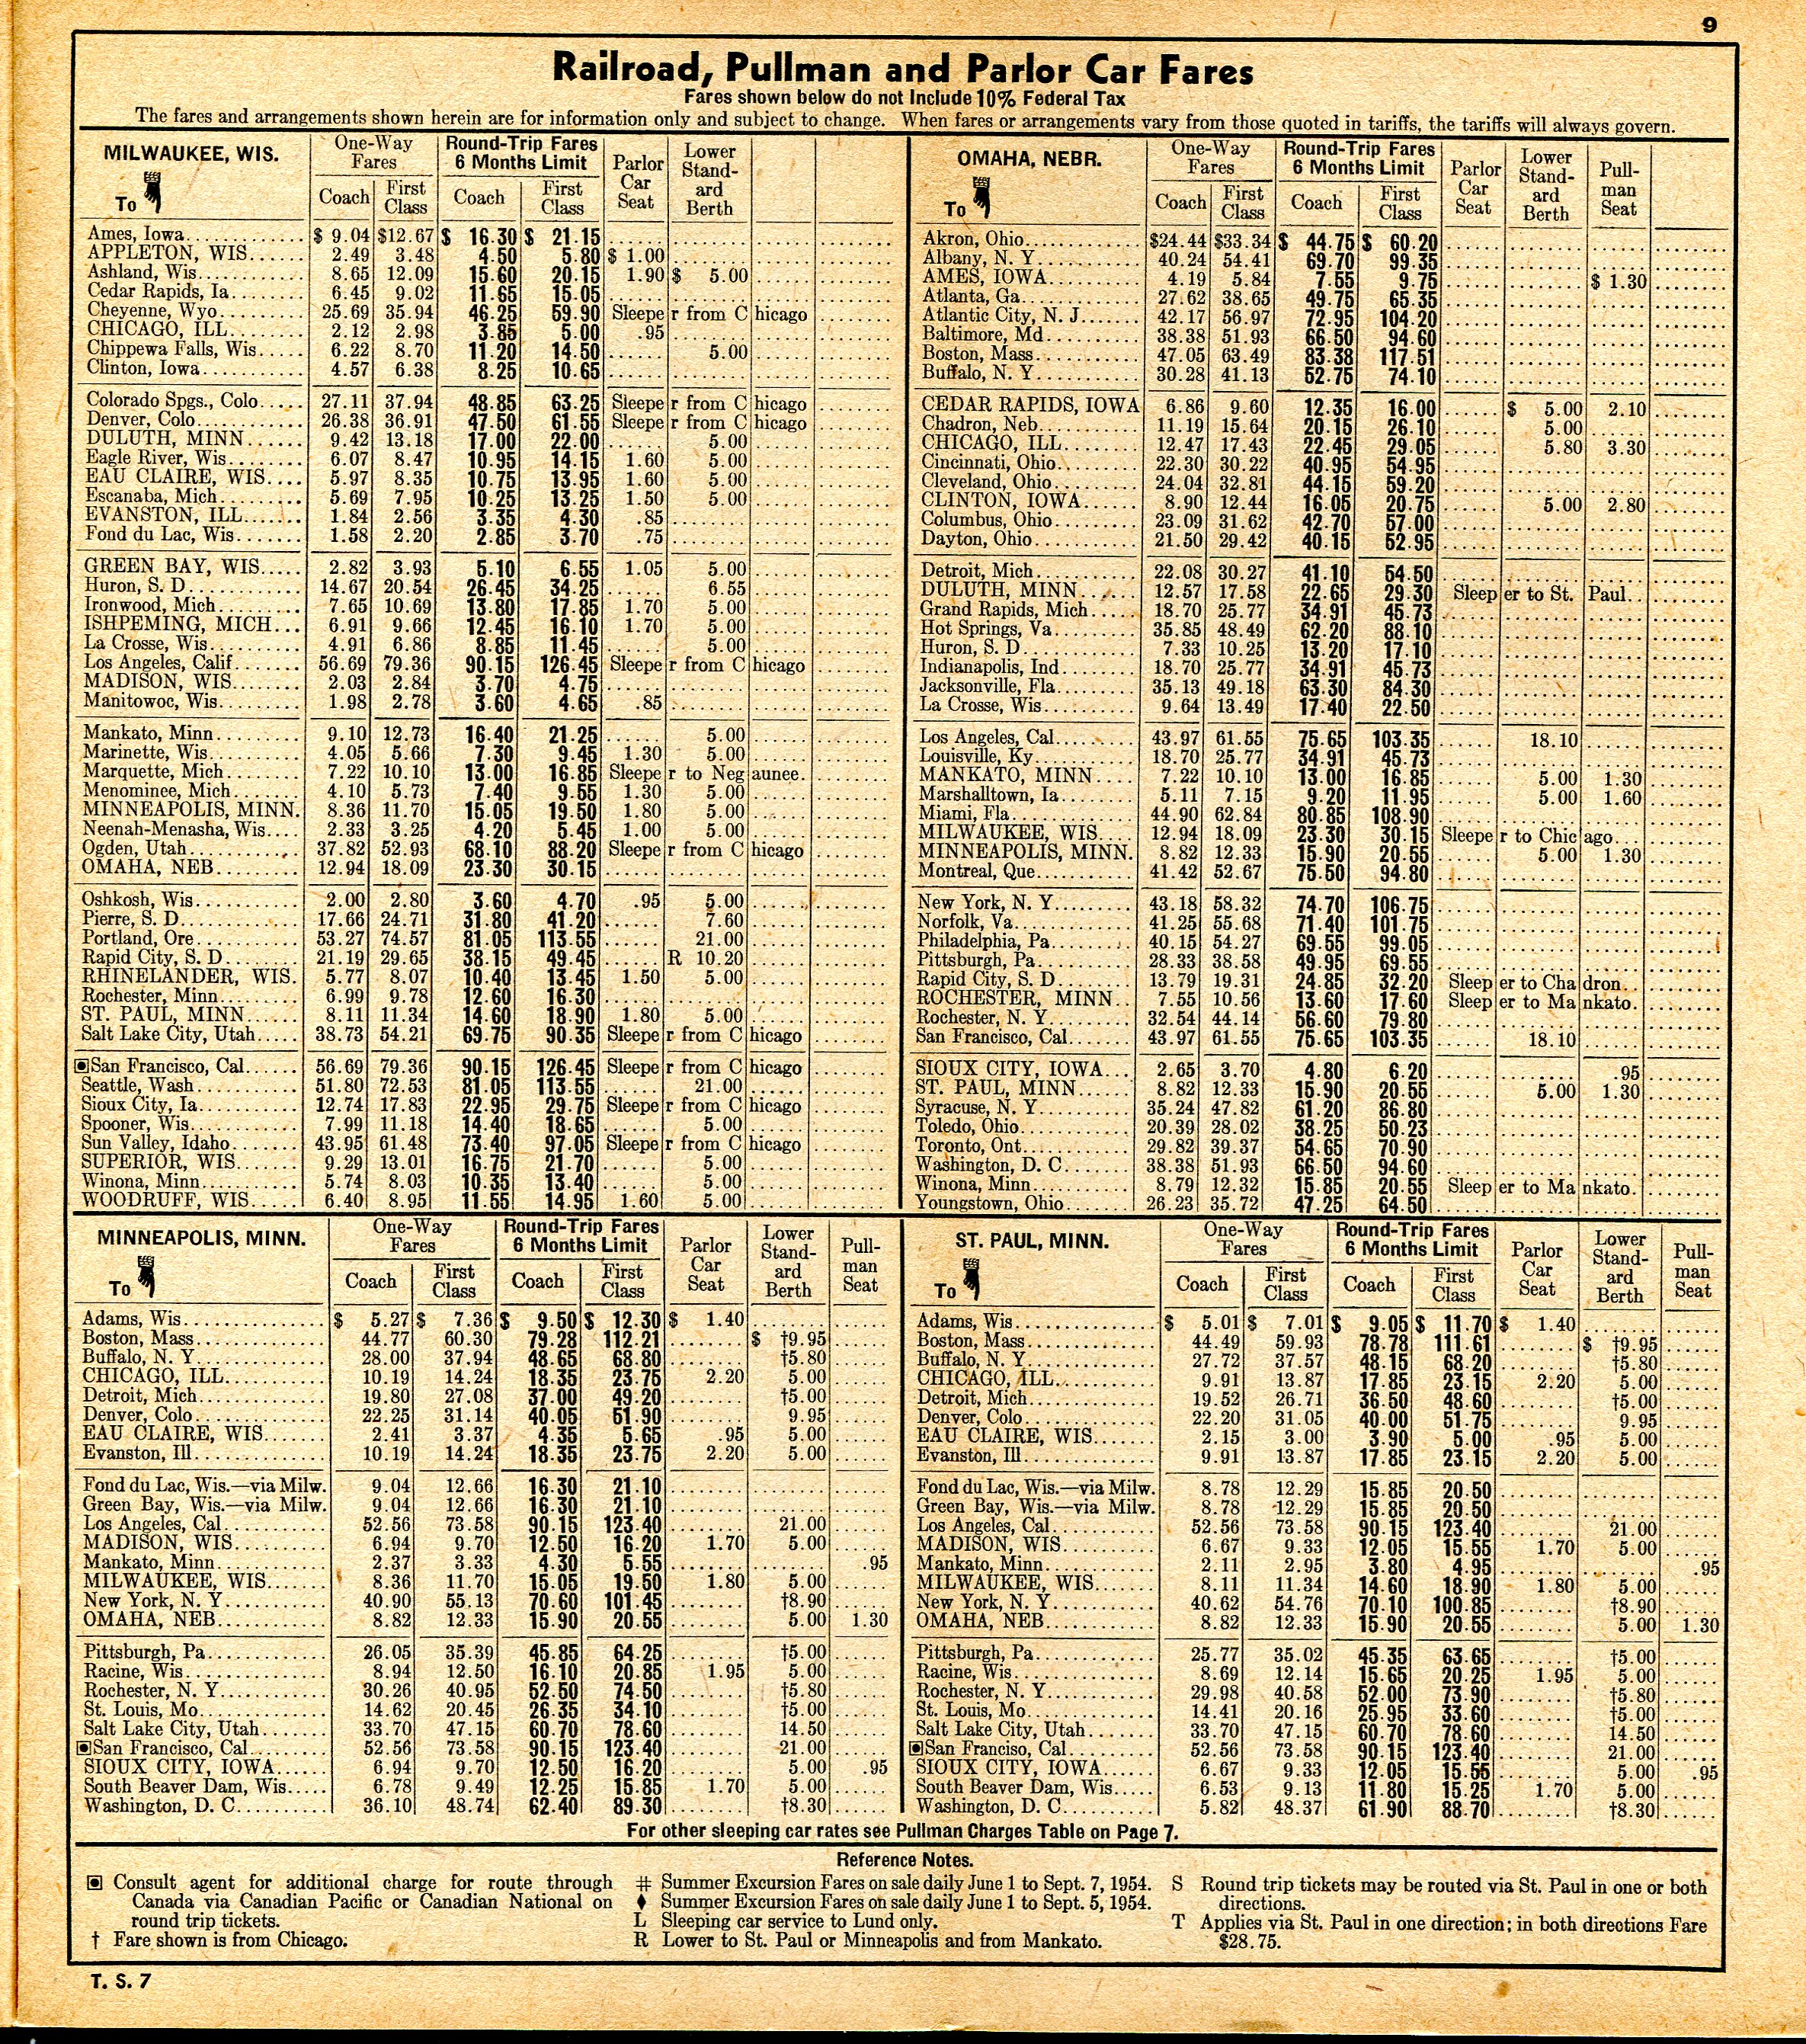 9
Railroad, Pullman and Parlor Car Fares
Fares shown below do not Include 10% Federal Tax
The fares and arrangements shown herein are for information only and subject to change. When fares or arrangements vary from those quoted in tariffs, the tariffs will always govern.
MILWAUKEE, WIS.
To
One-Way Fares
Round-Trip Fares 6 Months Limit
Parlor Car Seat
Lower Stand-ard Berth
Coach First Class Coach First Class
Ames, Iowa $ 9.04 $12.67 $ 16.30 $ 21.15
APPLETON, WIS. 2.49 3.48 4.50 5.80 $ 1.00
Ashland, Wis. 8.65 12.09 15.60 20.15 1.90 $ 5.00
Cedar Rapids, Ia. 6.45 9.02 11.65 15.05
Cheyenne, Wyo. 25.69 35.94 46.25 59.90 Sleeper from Chicago
CHICAGO, ILL. 2.12 2.98 3.85 5.00 .95
Chippewa Falls, Wis. 6.22 8.70 11.20 14.50 5.00
Clinton, Iowa 4.57 6.38 8.25 10.65
Colorado Spgs., Colo. 27.11 37.94 48.85 63.25 Sleeper from Chicago
Denver, Colo. 26.38 36.91 47.50 61.55 Sleeper from Chicago
DULUTH, MINN. 9.42 13.18 17.00 22.00 5.00
Eagle River, Wis. 6.07 8.47 10.95 14.15 1.60 5.00
EAU CLAIRE, WIS. 5.97 8.35 10.75 13.95 1.60 5.00
Escanaba, Mich. 5.69 7.95 10.25 13.25 1.50 5.00
EVANSTON, ILL. 1.84 2.56 3.35 4.30 .85
Fond du Lac, Wis. 1.58 2.20 2.85 3.70 .75
GREEN BAY, WIS. 2.82 3.93 5.10 6.55 1.05 5.00
Huron, S. D. 14.67 20.54 26.45 34.25 6.55
Ironwood, Mich. 7.65 10.69 13.80 17.85 1.70 5.00
ISHPEMING, MICH. 6.91 9.66 12.45 16.10 1.70 5.00
La Crosse, Wis. 4.91 6.86 8.85 11.45 5.00
Los Angeles, Calif. 56.69 79.36 90.15 126.45 Sleeper from Chicago
MADISON, WIS. 2.03 2.84 3.70 4.75
Manitowoc, Wis. 1.98 2.78 3.60 4.65 .85
Mankato, Minn. 9.10 12.73 16.40 21.25 5.00
Marinette, Wis. 4.05 5.66 7.30 9.45 1.30 5.00
Marquette, Mich. 7.22 10.10 13.00 16.85 Sleeper to Negaunee.
Menominee, Mich. 4.10 5.73 7.40 9.55 1.30 5.00
MINNEAPOLIS, MINN. 8.36 11.70 15.05 19.50 1.80 5.00
Neenah-Menasha, Wis. 2.33 3.25 4.20 5.45 1.00 5.00
Ogden, Utah 37.82 52.93 68.10 88.20 Sleeper from Chicago
OMAHA, NEB. 12.94 18.09 23.30 30.15
Oshkosh, Wis. 2.00 2.80 3.60 4.70 .95 5.00
Pierre, S. D. 17.66 24.71 31.80 41.20 7.60
Portland, Ore. 53.27 74.57 81.05 113.55 21.00
Rapid City, S. D. 21.19 29.65 38.15 49.45 R 10.20
RHINELANDER, WIS. 5.77 8.07 10.40 13.45 1.50 5.00
Rochester, Minn. 6.99 9.78 12.60 16.30
ST. PAUL, MINN. 8.11 11.34 14.60 18.90 1.80 5.00
Salt Lake City, Utah 38.73 54.21 69.75 90.35 Sleeper from Chicago
San Francisco, Cal. 56.69 79.36 90.15 126.45 Sleeper from Chicago
Seattle, Wash. 51.80 72.53 81.05 113.55 21.00
Sioux City, Ia. 12.74 17.83 22.95 29.75 Sleeper from Chicago
Spooner, Wis. 7.99 11.18 14.40 18.65 5.00
Sun Valley, Idaho 43.95 61.48 73.40 97.05 Sleeper from Chicago
SUPERIOR, WIS. 9.29 13.01 16.75 21.70 5.00
Winona, Minn. 5.74 8.03 10.35 13.40 5.00
WOODRUFF, WIS. 6.40 8.95 11.55 14.95 1.60 5.00
OMAHA, NEBR.
To
One-Way Fares
Round-Trip Fares 6 Months Limit
Parlor Car Seat
Lower Stand-ard Berth
Pull-man Seat
Coach First Class Coach First Class
Akron, Ohio $24.44 $33.34 $ 44.75 $ 60.20
Albany, N. Y. 40.24 54.41 69.70 99.35
AMES, IOWA 4.19 5.84 7.55 9.75 $ 1.30
Atlanta, Ga. 27.62 38.65 49.75 65.35
Atlantic City, N. J. 42.17 56.97 72.95 104.20
Baltimore, Md. 38.38 51.93 66.50 94.60
Boston, Mass. 47.05 63.49 83.38 117.51
Buffalo, N. Y. 30.28 41.13 52.75 74.10
CEDAR RAPIDS, IOWA 6.86 9.60 12.35 16.00 $ 5.00 2.10
Chadron, Neb. 11.19 15.64 20.15 26.10 5.00
CHICAGO, ILL. 12.47 17.43 22.45 29.05 5.80 3.30
Cincinnati, Ohio 22.30 30.22 40.95 54.95
Cleveland, Ohio 24.04 32.81 44.15 59.20
CLINTON, IOWA 8.90 12.44 16.05 20.75 5.00 2.80
Columbus, Ohio 23.09 31.62 42.70 57.00
Dayton, Ohio 21.50 29.42 40.15 52.95
Detroit, Mich. 22.08 30.27 41.10 54.50
DULUTH, MINN. 12.57 17.58 22.65 29.30 Sleeper to St. Paul.
Grand Rapids, Mich. 18.70 25.77 34.91 45.73
Hot Springs, Va. 35.85 48.49 62.20 88.10
Huron, S. D. 7.33 10.25 13.20 17.10
Indianapolis, Ind. 18.70 25.77 34.91 45.73
Jacksonville, Fla. 35.13 49.18 63.30 84.30
La Crosse, Wis. 9.64 13.49 17.40 22.50
Los Angeles, Cal. 43.97 61.55 75.65 103.35 18.10
Louisville, Ky. 18.70 25.77 34.91 45.73
MANKATO, MINN. 7.22 10.10 13.00 16.85 5.00 1.30
Marshalltown, Ia. 5.11 7.15 9.20 11.95 5.00 1.60
Miami, Fla. 44.90 62.84 80.85 108.90
MILWAUKEE, WIS. 12.94 18.09 23.30 30.15 Sleeper to Chicago
MINNEAPOLIS, MINN. 8.82 12.33 15.90 20.55 5.00 1.30
Montreal, Que. 41.42 52.67 75.50 94.80
New York, N. Y. 43.18 58.32 74.70 106.75
Norfolk, Va. 41.25 55.68 71.40 101.75
Philadelphia, Pa. 40.15 54.27 69.55 99.05
Pittsburgh, Pa. 28.33 38.58 49.95 69.55
Rapid City, S. D. 13.79 19.31 24.85 32.20 Sleeper to Chadron.
ROCHESTER, MINN. 7.55 10.56 13.60 17.60 Sleeper to Mankato.
Rochester, N. Y. 32.54 44.14 56.60 79.80
San Francisco, Cal. 43.97 61.55 75.65 103.35 18.10
SIOUX CITY, IOWA 2.65 3.70 4.80 6.20 .95
ST. PAUL, MINN. 8.82 12.33 15.90 20.55 5.00 1.30
Syracuse, N. Y. 35.24 47.82 61.20 86.80
Toledo, Ohio 20.39 28.02 38.25 50.23
Toronto, Ont. 29.82 39.37 54.65 70.90
Washington, D. C. 38.38 51.93 66.50 94.60
Winona, Minn. 8.79 12.32 15.85 20.55 Sleeper to Mankato.
Youngstown, Ohio 26.23 35.72 47.25 64.50
MINNEAPOLIS, MINN.
To
One-Way Fares
Round-Trip Fares 6 Months Limit
Parlor Car Seat
Lower Stand-ard Berth
Pull-man Seat
Coach First Class Coach First Class
Adams, Wis. $ 5.27 $ 7.36 $ 9.50 $ 12.30 $ 1.40
Boston, Mass. 44.77 60.30 79.28 112.21 $ †9.95
Buffalo, N. Y. 28.00 37.94 48.65 68.80 †5.80
CHICAGO, ILL. 10.19 14.24 18.35 23.75 2.20 5.00
Detroit, Mich. 19.80 27.08 37.00 49.20 †5.00
Denver, Colo. 22.25 31.14 40.05 51.90 9.95
EAU CLAIRE, WIS. 2.41 3.37 4.35 5.65 .95 5.00
Evanston, Ill. 10.19 14.24 18.35 23.75 2.20 5.00
Fond du Lac, Wis.—via Milw. 9.04 12.66 16.30 21.10
Green Bay, Wis.—via Milw. 9.04 12.66 16.30 21.10
Los Angeles, Cal. 52.56 73.58 90.15 123.40 21.00
MADISON, WIS. 6.94 9.70 12.50 16.20 1.70 5.00
Mankato, Minn. 2.37 3.33 4.30 5.55 .95
MILWAUKEE, WIS. 8.36 11.70 15.05 19.50 1.80 5.00
New York, N. Y. 40.90 55.13 70.60 101.45 †8.90
OMAHA, NEB. 8.82 12.33 15.90 20.55 5.00 1.30
Pittsburgh, Pa. 26.05 35.39 45.85 64.25 †5.00
Racine, Wis. 8.94 12.50 16.10 20.85 1.95 5.00
Rochester, N. Y. 30.26 40.95 52.50 74.50 †5.80
St. Louis, Mo. 14.62 20.45 26.35 34.10 †5.00
Salt Lake City, Utah 33.70 47.15 60.70 78.60 14.50
San Francisco, Cal. 52.56 73.58 90.15 123.40 21.00
SIOUX CITY, IOWA 6.94 9.70 12.50 16.20 5.00 .95
South Beaver Dam, Wis. 6.78 9.49 12.25 15.85 1.70 5.00
Washington, D. C. 36.10 48.74 62.40 89.30 †8.30
ST. PAUL, MINN.
To
One-Way Fares
Round-Trip Fares 6 Months Limit
Parlor Car Seat
Lower Stand-ard Berth
Pull-man Seat
Coach First Class Coach First Class
Adams, Wis. $ 5.01 $ 7.01 $ 9.05 $ 11.70 $ 1.40
Boston, Mass. 44.49 59.93 78.78 111.61 $ †9.95
Buffalo, N. Y. 27.72 37.57 48.15 68.20 †5.80
CHICAGO, ILL. 9.91 13.87 17.85 23.15 2.20 5.00
Detroit, Mich. 19.52 26.71 36.50 48.60 †5.00
Denver, Colo. 22.20 31.05 40.00 51.75 9.95
EAU CLAIRE, WIS. 2.15 3.00 3.90 5.00 .95 5.00
Evanston, Ill. 9.91 13.87 17.85 23.15 2.20 5.00
Fond du Lac, Wis.—via Milw. 8.78 12.29 15.85 20.50
Green Bay, Wis.—via Milw. 8.78 12.29 15.85 20.50
Los Angeles, Cal. 52.56 73.58 90.15 123.40 21.00
MADISON, WIS. 6.67 9.33 12.05 15.55 1.70 5.00
Mankato, Minn. 2.11 2.95 3.80 4.95 .95
MILWAUKEE, WIS. 8.11 11.34 14.60 18.90 1.80 5.00
New York, N. Y. 40.62 54.76 70.10 100.85 †8.90
OMAHA, NEB. 8.82 12.33 15.90 20.55 5.00 1.30
Pittsburgh, Pa. 25.77 35.02 45.35 63.65 †5.00
Racine, Wis. 8.69 12.14 15.65 20.25 1.95 5.00
Rochester, N. Y. 29.98 40.58 52.00 73.90 †5.80
St. Louis, Mo. 14.41 20.16 25.95 33.60 †5.00
Salt Lake City, Utah 33.70 47.15 60.70 78.60 14.50
San Franciso, Cal. 52.56 73.58 90.15 123.40 21.00
SIOUX CITY, IOWA 6.67 9.33 12.05 15.55 5.00 .95
South Beaver Dam, Wis. 6.53 9.13 11.80 15.25 1.70 5.00
Washington, D. C. 5.82 48.37 61.90 88.70 †8.30
For other sleeping car rates see Pullman Charges Table on Page 7.
Reference Notes.
Consult agent for additional charge for route through
Canada via Canadian Pacific or Canadian National on
round trip tickets.
† Fare shown is from Chicago.
# Summer Excursion Fares on sale daily June 1 to Sept. 7, 1954.
♦ Summer Excursion Fares on sale daily June 1 to Sept. 5, 1954.
L Sleeping car service to Lund only.
R Lower to St. Paul or Minneapolis and from Mankato.
S Round trip tickets may be routed via St. Paul in one or both
directions.
T Applies via St. Paul in one direction; in both directions Fare
$28.75.
T. S. 7